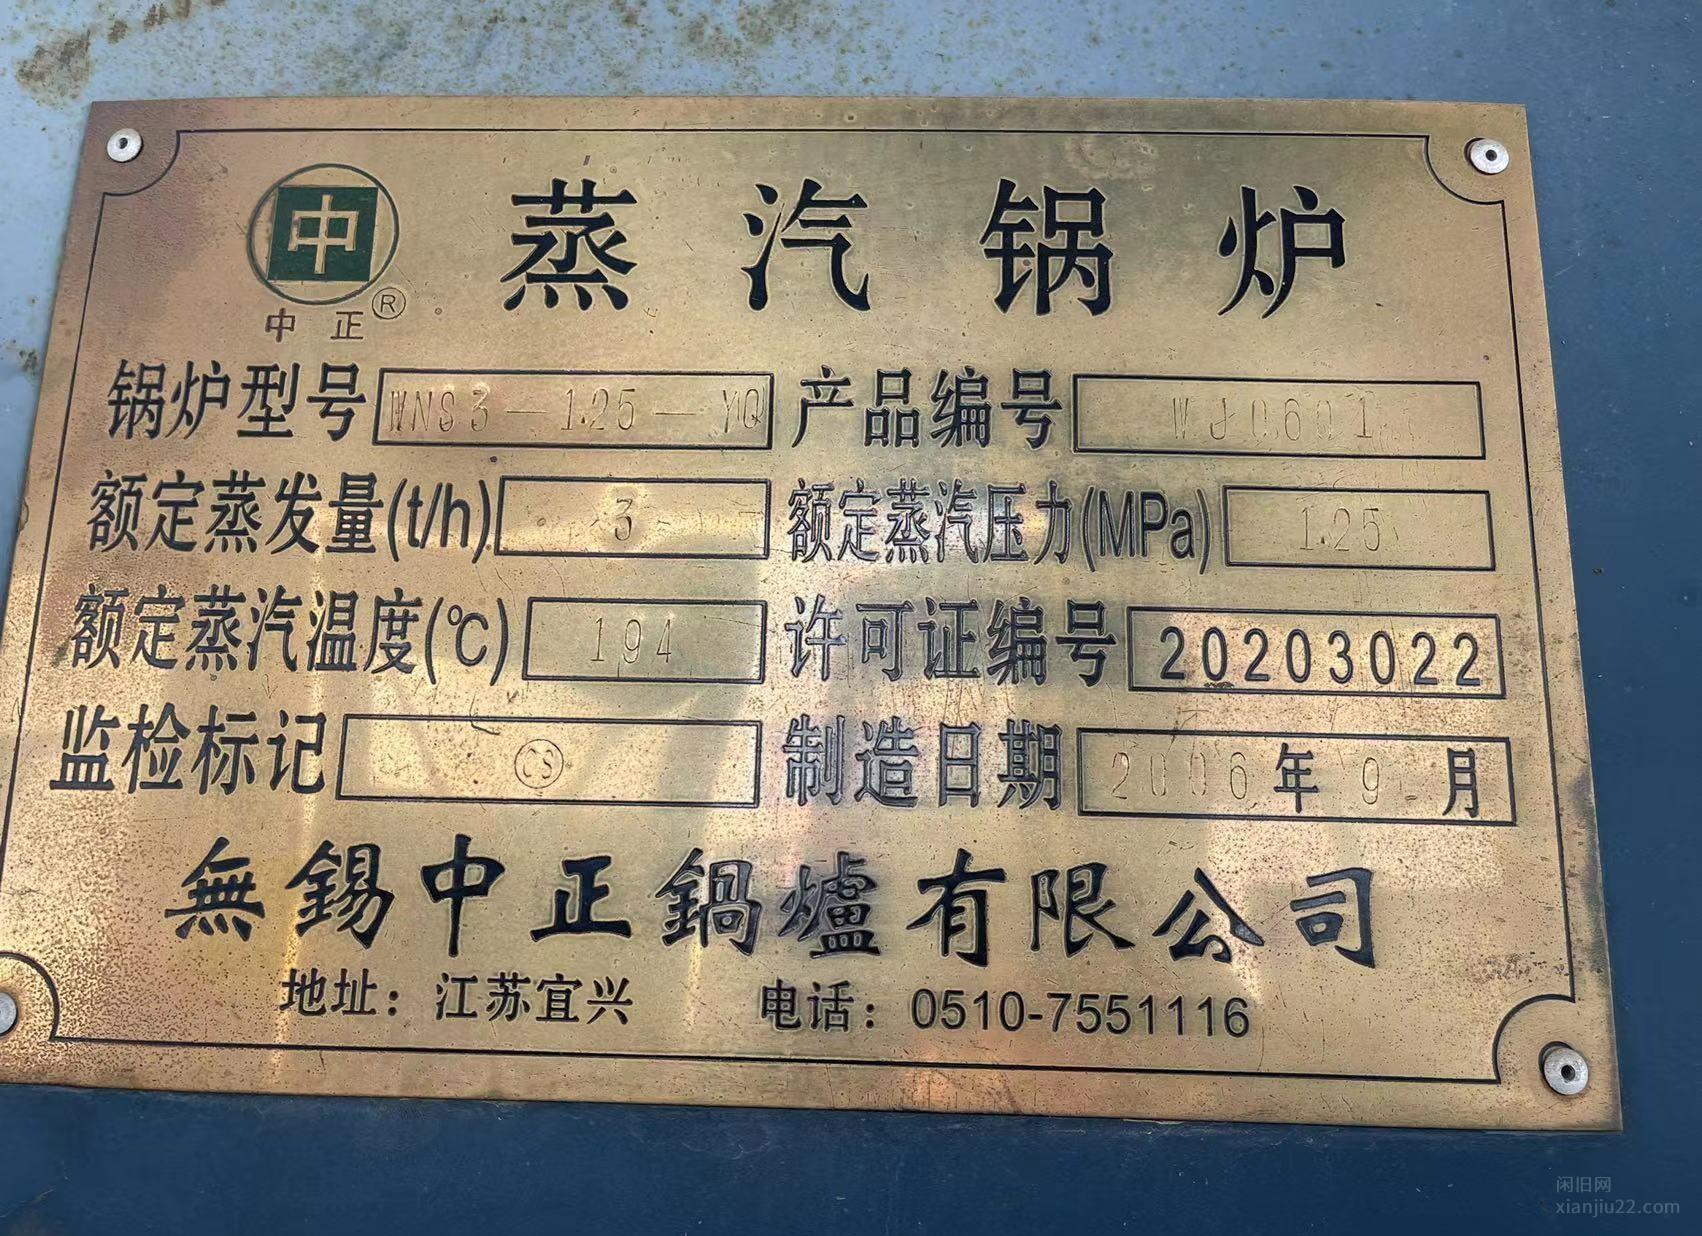 中 蒸汽锅炉
中正®
锅炉型号 WNS3-1.25-YQ 产品编号 WJ0601
额定蒸发量(t/h) 3 额定蒸汽压力(MPa) 1.25
额定蒸汽温度(℃) 194 许可证编号 20203022
监检标记 CS 制造日期 2006年9月
無錫中正鍋爐有限公司
地址：江苏宜兴 电话：0510-7551116
闲旧网
xianjiu22.com